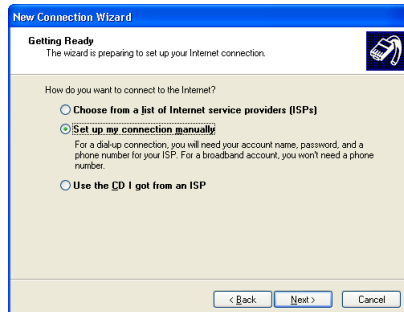 New Connection Wizard
Getting Ready
The wizard is preparing to set up your Internet connection.
How do you want to connect to the Internet?
Choose from a list of Internet service providers (ISPs)
Set up my connection manually
For a dial-up connection, you will need your account name, password, and a
phone number for your ISP. For a broadband account, you won't need a phone
number.
Use the CD I got from an ISP
< Back Next > Cancel